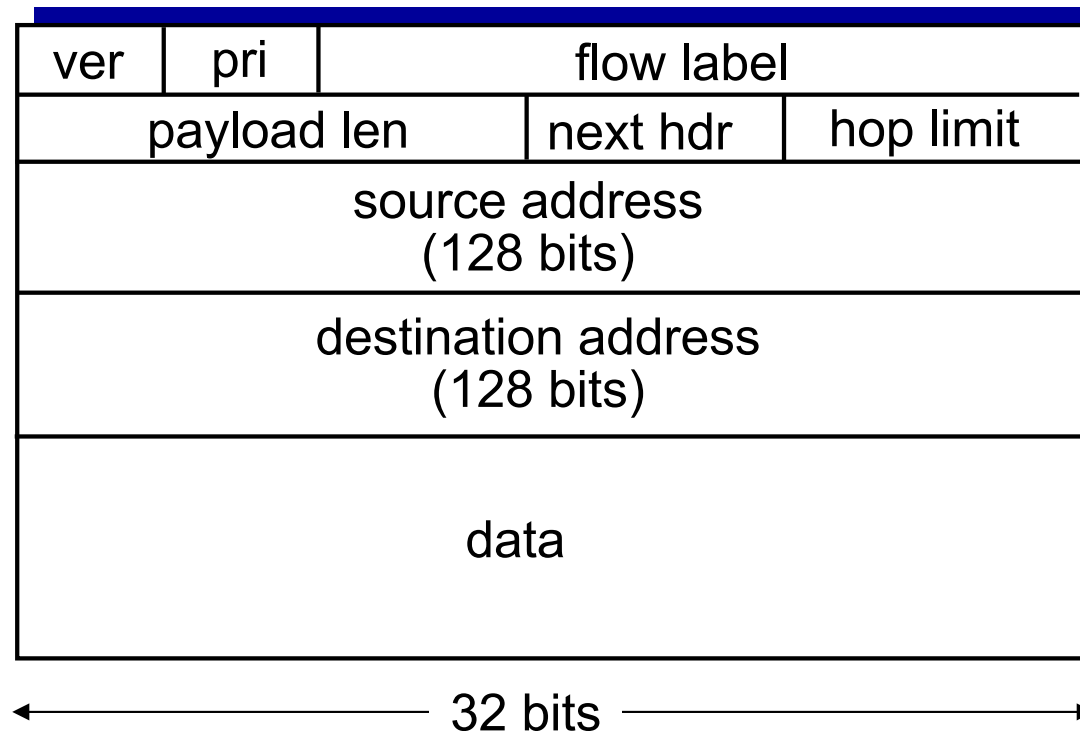 ver pri flow label
payload len next hdr hop limit
source address
(128 bits)
destination address
(128 bits)
data
32 bits